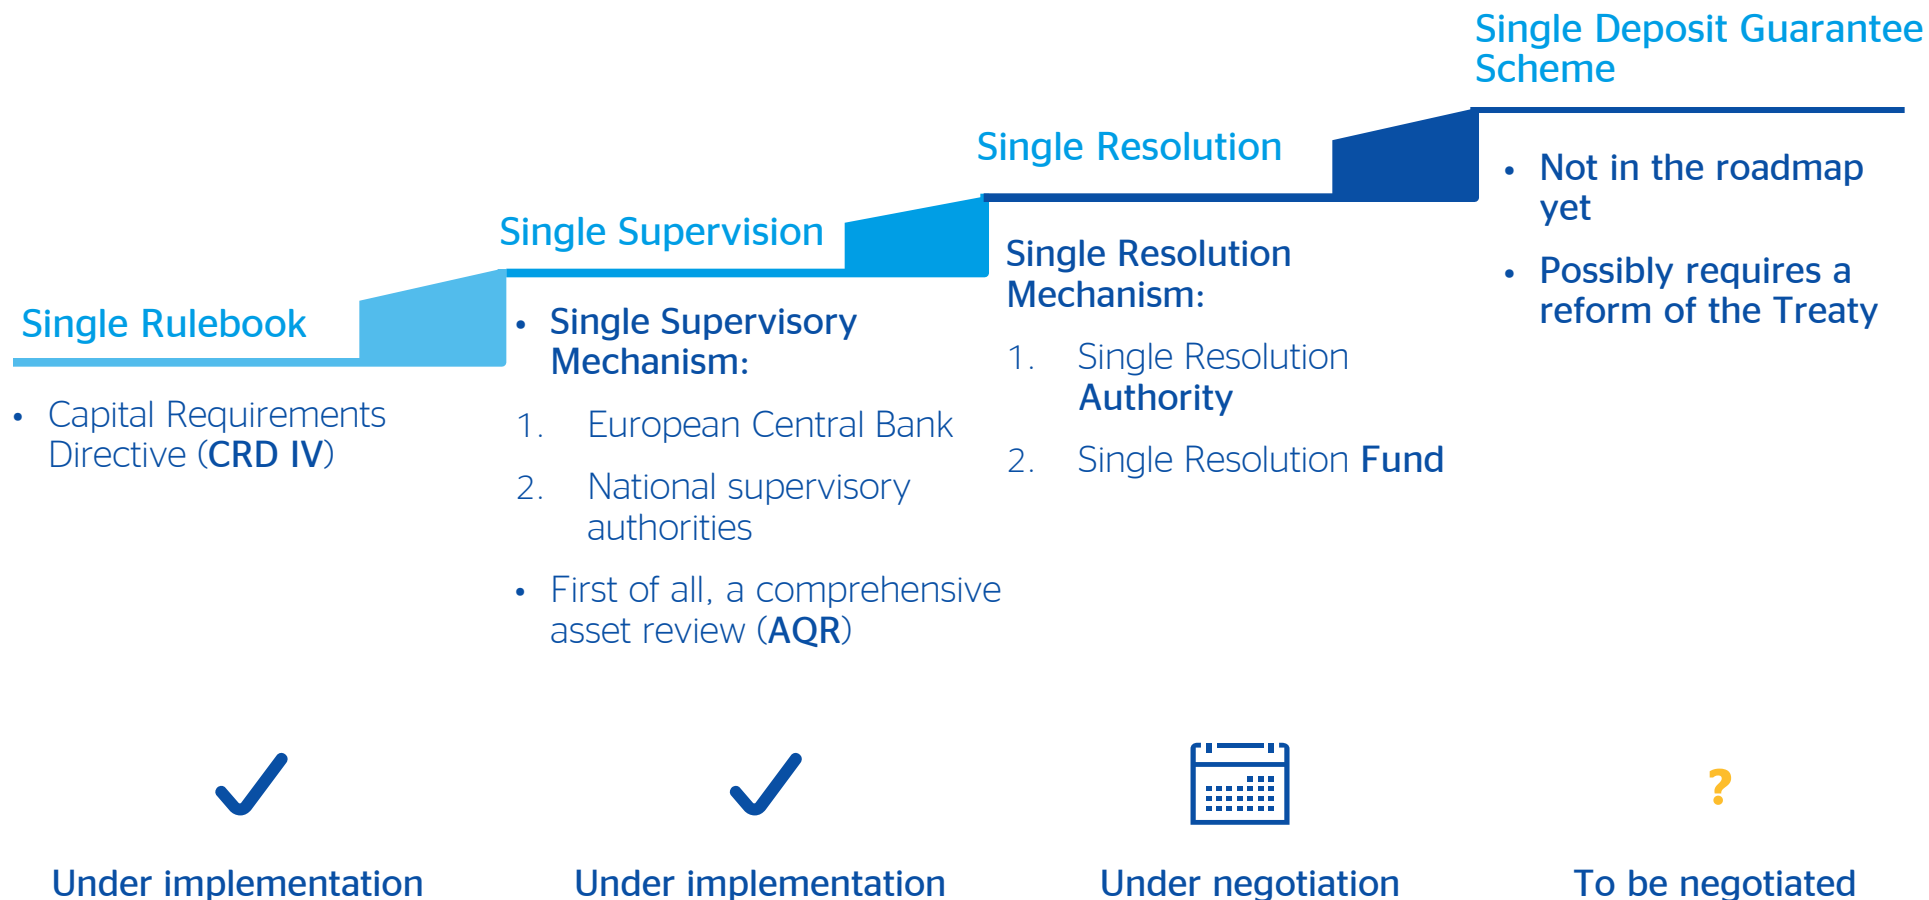 Single Rulebook
• Capital Requirements
Directive (CRD IV)
Under implementation
Single Supervision
• Single Supervisory
Mechanism:
1. European Central Bank
2. National supervisory
authorities
• First of all, a comprehensive
asset review (AQR)
Under implementation
Single Resolution
Single Resolution
Mechanism:
1. Single Resolution
Authority
2. Single Resolution Fund
Under negotiation
Single Deposit Guarantee
Scheme
• Not in the roadmap
yet
• Possibly requires a
reform of the Treaty
?
To be negotiated